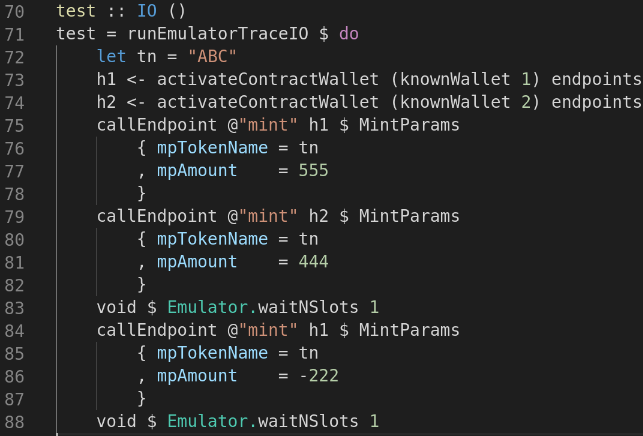 70 test :: IO ()
71 test = runEmulatorTraceIO $ do
72     let tn = "ABC"
73     h1 <- activateContractWallet (knownWallet 1) endpoints
74     h2 <- activateContractWallet (knownWallet 2) endpoints
75     callEndpoint @"mint" h1 $ MintParams
76         { mpTokenName = tn
77         , mpAmount    = 555
78         }
79     callEndpoint @"mint" h2 $ MintParams
80         { mpTokenName = tn
81         , mpAmount    = 444
82         }
83     void $ Emulator.waitNSlots 1
84     callEndpoint @"mint" h1 $ MintParams
85         { mpTokenName = tn
86         , mpAmount    = -222
87         }
88     void $ Emulator.waitNSlots 1